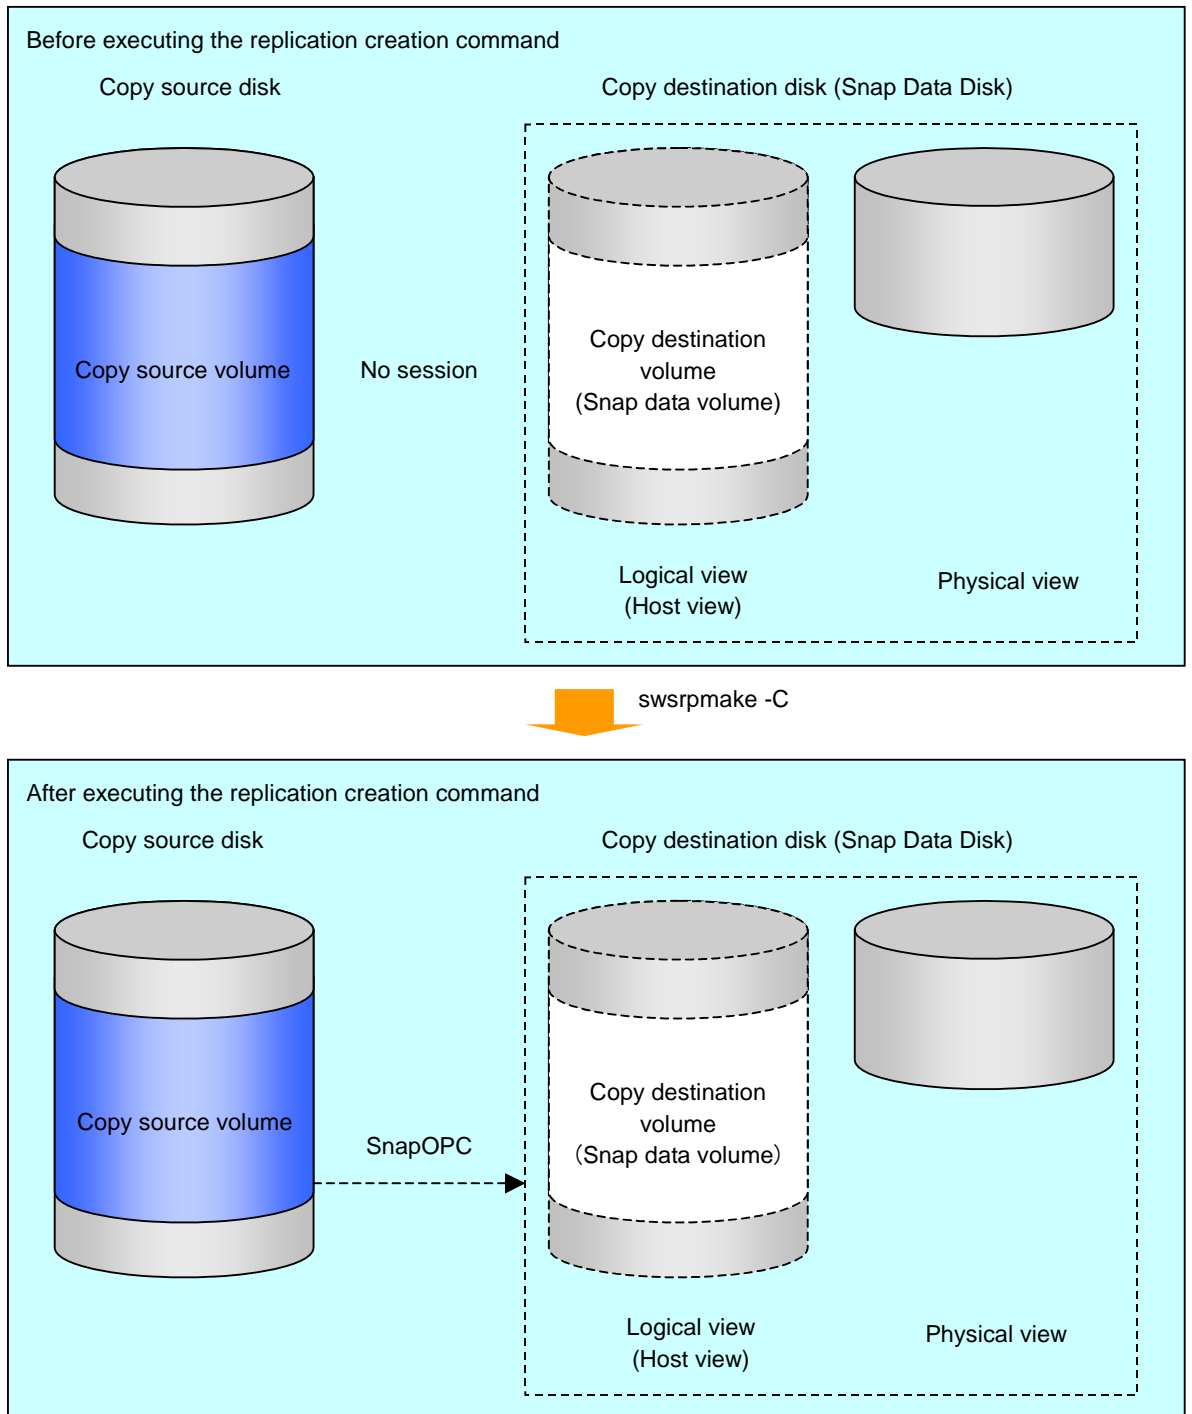 Before executing the replication creation command
Copy source disk
Copy destination disk (Snap Data Disk)
Copy source volume
No session
Copy destination
volume
(Snap data volume)
Logical view
(Host view)
Physical view
swsrpmake -C
After executing the replication creation command
Copy source disk
Copy destination disk (Snap Data Disk)
Copy source volume
SnapOPC
Copy destination
volume
（Snap data volume）
Logical view
(Host view)
Physical view